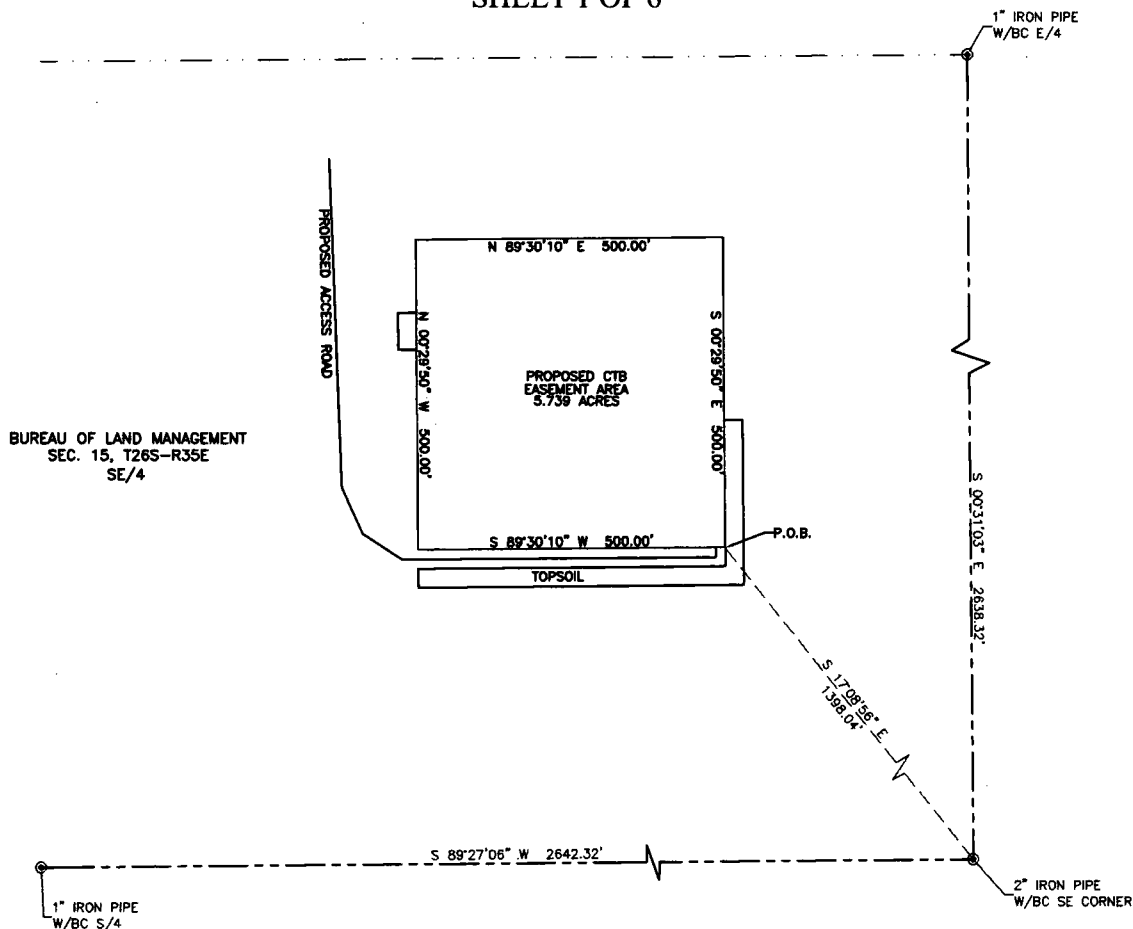 SHEET 1 OF 6
1" IRON PIPE
W/BC E/4
PROPOSED ACCESS ROAD
N 89°30'10" E 500.00'
N 00°29'50" W 500.00'
S 00°29'50" E 500.00'
PROPOSED CTB
EASEMENT AREA
5.739 ACRES
BUREAU OF LAND MANAGEMENT
SEC. 15, T26S-R35E
SE/4
S 89°30'10" W 500.00'
P.O.B.
TOPSOIL
S 00°31'03" E 2638.32'
S 17°08'56" E
1398.04'
S 89°27'06" W 2642.32'
1" IRON PIPE
W/BC S/4
2" IRON PIPE
W/BC SE CORNER